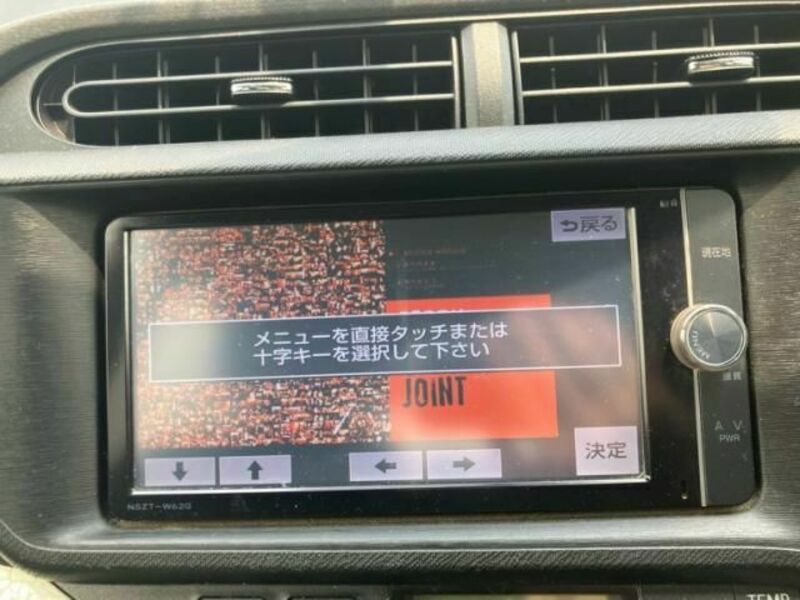 戻る
現在地
メニューを直接タッチまたは
十字キーを選択して下さい
JOINT
決定
A V
PWR
NSZT-W62G
TEMP